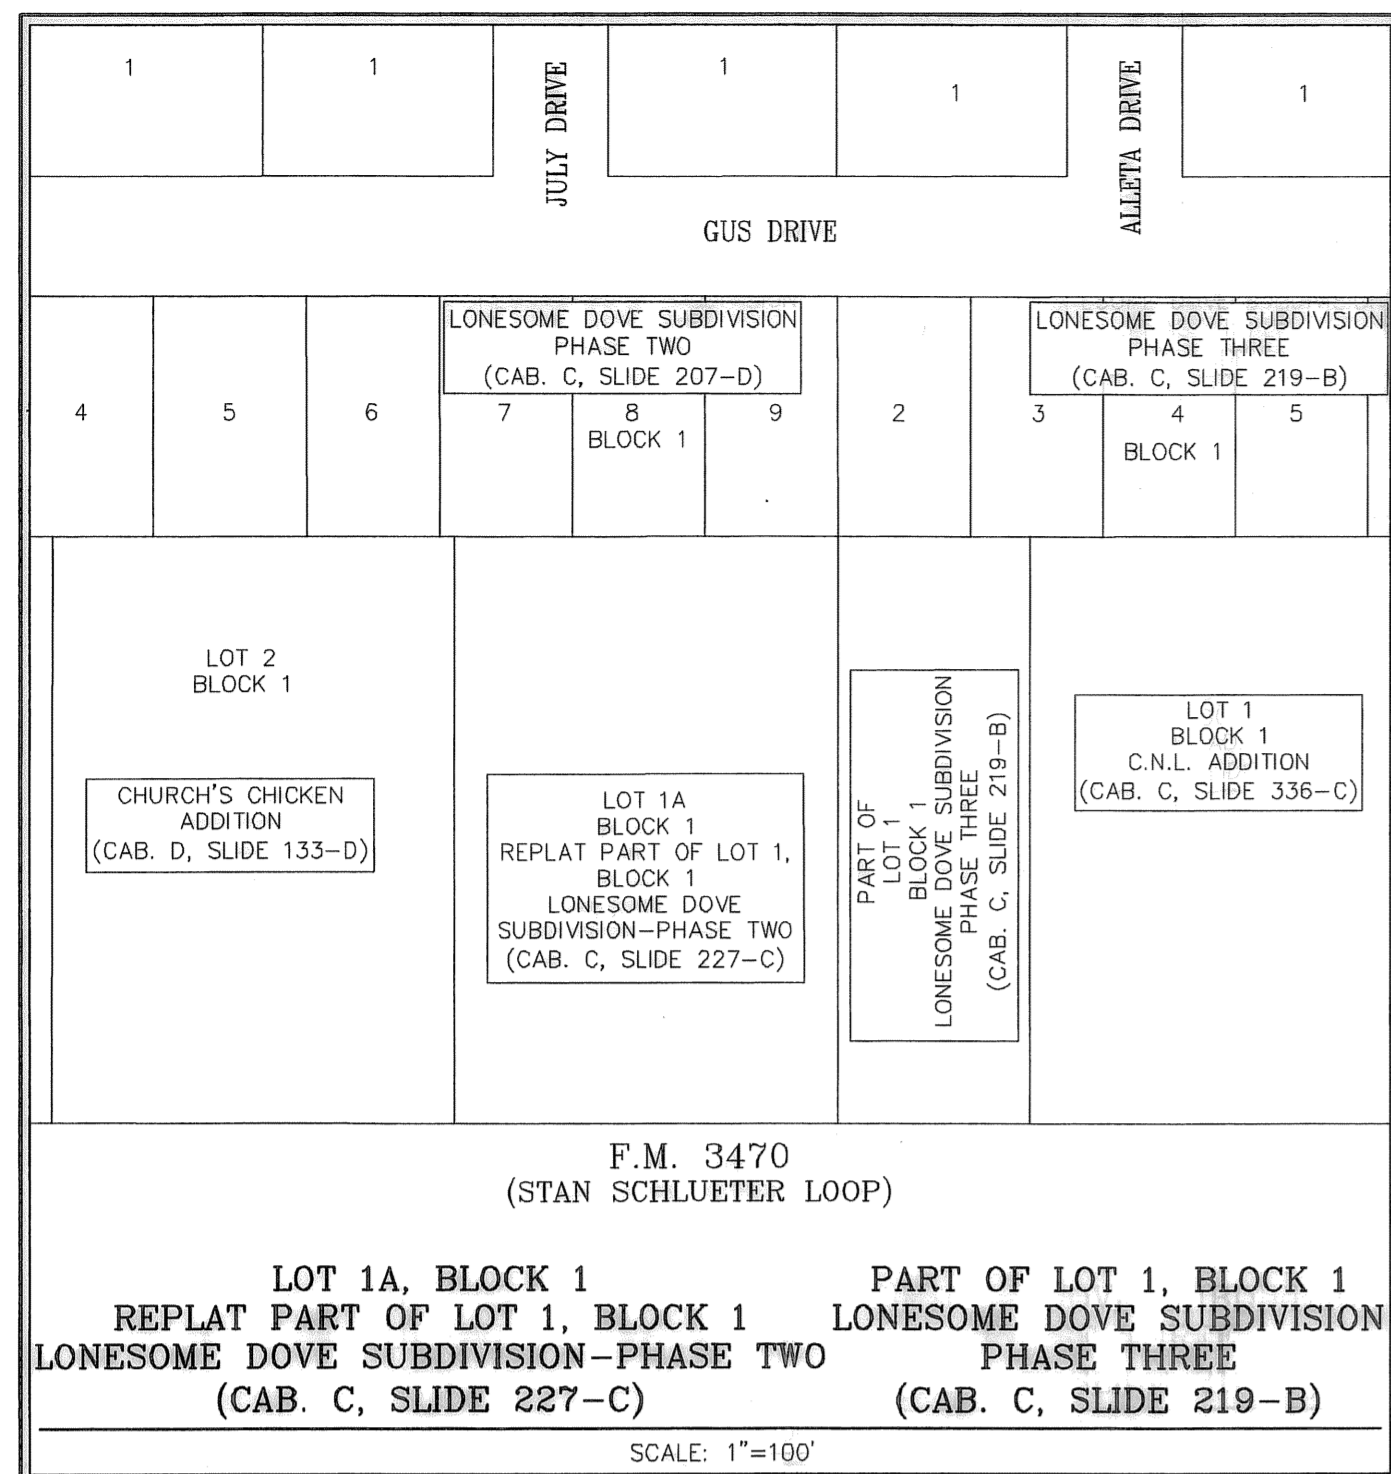 1
1
JULY DRIVE
1
1
ALLETA DRIVE
1
GUS DRIVE
LONESOME DOVE SUBDIVISION
PHASE TWO
(CAB. C, SLIDE 207-D)
LONESOME DOVE SUBDIVISION
PHASE THREE
(CAB. C, SLIDE 219-B)
4
5
6
7
8
BLOCK 1
9
2
3
4
BLOCK 1
5
LOT 2
BLOCK 1
CHURCH'S CHICKEN
ADDITION
(CAB. D, SLIDE 133-D)
LOT 1A
BLOCK 1
REPLAT PART OF LOT 1,
BLOCK 1
LONESOME DOVE
SUBDIVISION-PHASE TWO
(CAB. C, SLIDE 227-C)
PART OF
LOT 1
BLOCK 1
LONESOME DOVE SUBDIVISION
PHASE THREE
(CAB. C, SLIDE 219-B)
LOT 1
BLOCK 1
C.N.L. ADDITION
(CAB. C, SLIDE 336-C)
F.M. 3470
(STAN SCHLUETER LOOP)
LOT 1A, BLOCK 1
REPLAT PART OF LOT 1, BLOCK 1
LONESOME DOVE SUBDIVISION-PHASE TWO
(CAB. C, SLIDE 227-C)
PART OF LOT 1, BLOCK 1
LONESOME DOVE SUBDIVISION
PHASE THREE
(CAB. C, SLIDE 219-B)
SCALE: 1"=100'